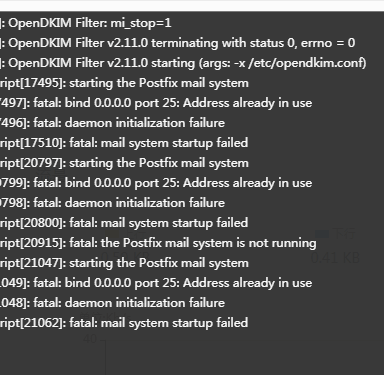 ]: OpenDKIM Filter: mi_stop=1
]: OpenDKIM Filter v2.11.0 terminating with status 0, errno = 0
]: OpenDKIM Filter v2.11.0 starting (args: -x /etc/opendkim.conf)
ript[17495]: starting the Postfix mail system
7497]: fatal: bind 0.0.0.0 port 25: Address already in use
7496]: fatal: daemon initialization failure
ript[17510]: fatal: mail system startup failed
ript[20797]: starting the Postfix mail system
0799]: fatal: bind 0.0.0.0 port 25: Address already in use
0798]: fatal: daemon initialization failure
ript[20800]: fatal: mail system startup failed
ript[20915]: fatal: the Postfix mail system is not running
ript[21047]: starting the Postfix mail system
1049]: fatal: bind 0.0.0.0 port 25: Address already in use
1048]: fatal: daemon initialization failure
ript[21062]: fatal: mail system startup failed